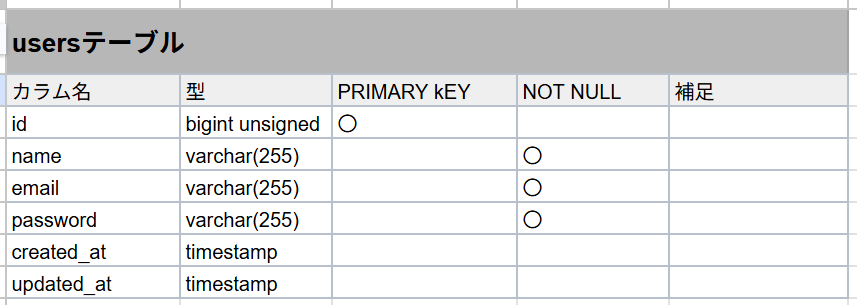 usersテーブル
カラム名 型 PRIMARY kEY NOT NULL 補足
id bigint unsigned 〇
name varchar(255) 〇
email varchar(255) 〇
password varchar(255) 〇
created_at timestamp
updated_at timestamp